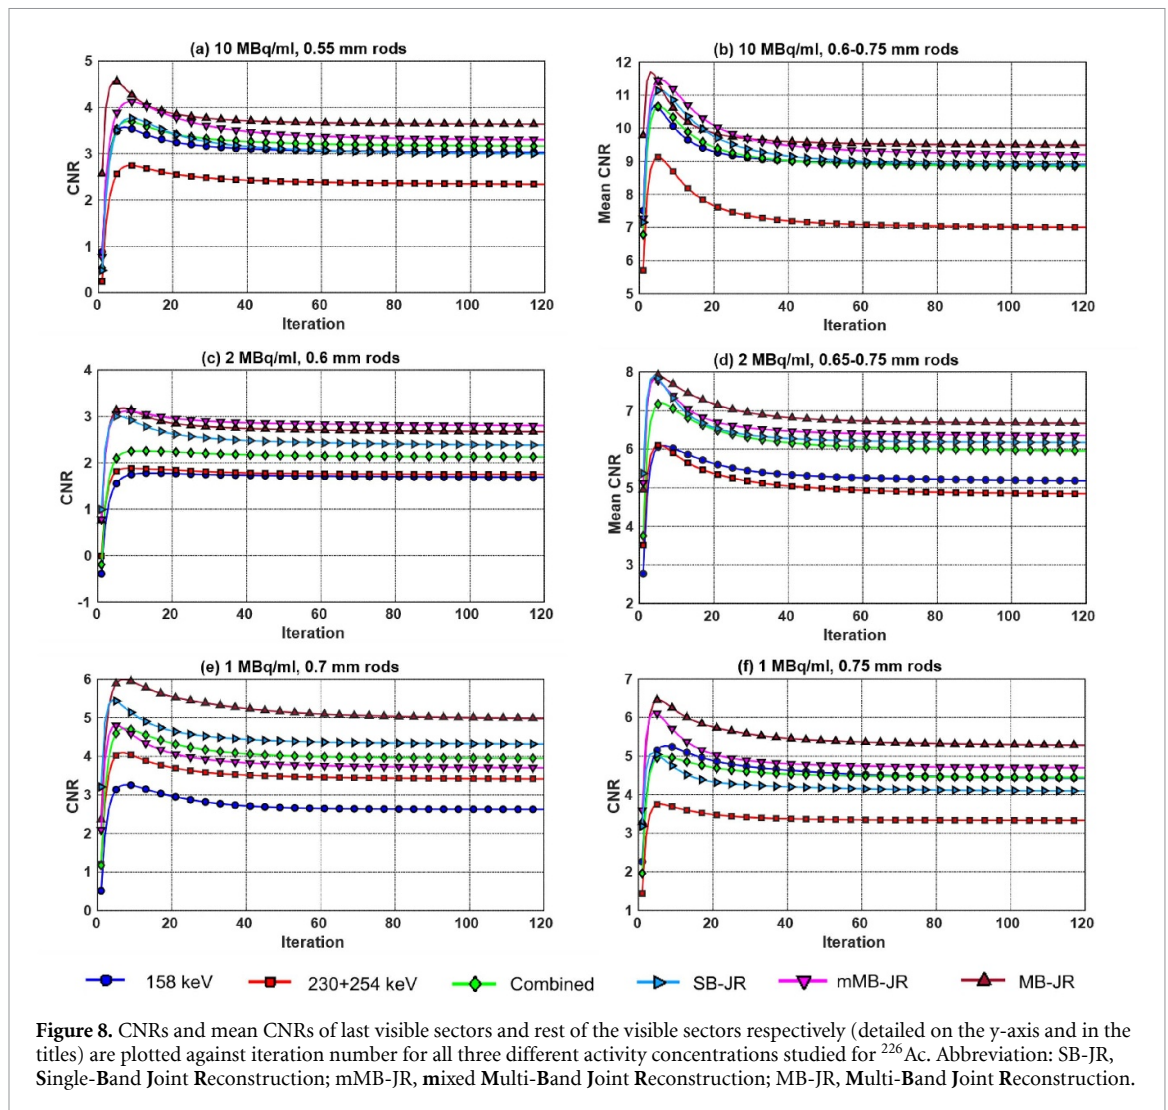 (a) 10 MBq/ml, 0.55 mm rods
CNR
5
4
3
2
1
0
0 20 40 60 80 100 120
Iteration
(b) 10 MBq/ml, 0.6-0.75 mm rods
Mean CNR
12
11
10
9
8
7
6
5
0 20 40 60 80 100 120
Iteration
(c) 2 MBq/ml, 0.6 mm rods
CNR
4
3
2
1
0
-1
0 20 40 60 80 100 120
Iteration
(d) 2 MBq/ml, 0.65-0.75 mm rods
Mean CNR
8
7
6
5
4
3
2
0 20 40 60 80 100 120
Iteration
(e) 1 MBq/ml, 0.7 mm rods
CNR
6
5
4
3
2
1
0
0 20 40 60 80 100 120
Iteration
(f) 1 MBq/ml, 0.75 mm rods
CNR
7
6
5
4
3
2
1
0 20 40 60 80 100 120
Iteration
158 keV 230+254 keV Combined SB-JR mMB-JR MB-JR
Figure 8. CNRs and mean CNRs of last visible sectors and rest of the visible sectors respectively (detailed on the y-axis and in the
titles) are plotted against iteration number for all three different activity concentrations studied for ²²⁶Ac. Abbreviation: SB-JR,
Single-Band Joint Reconstruction; mMB-JR, mixed Multi-Band Joint Reconstruction; MB-JR, Multi-Band Joint Reconstruction.